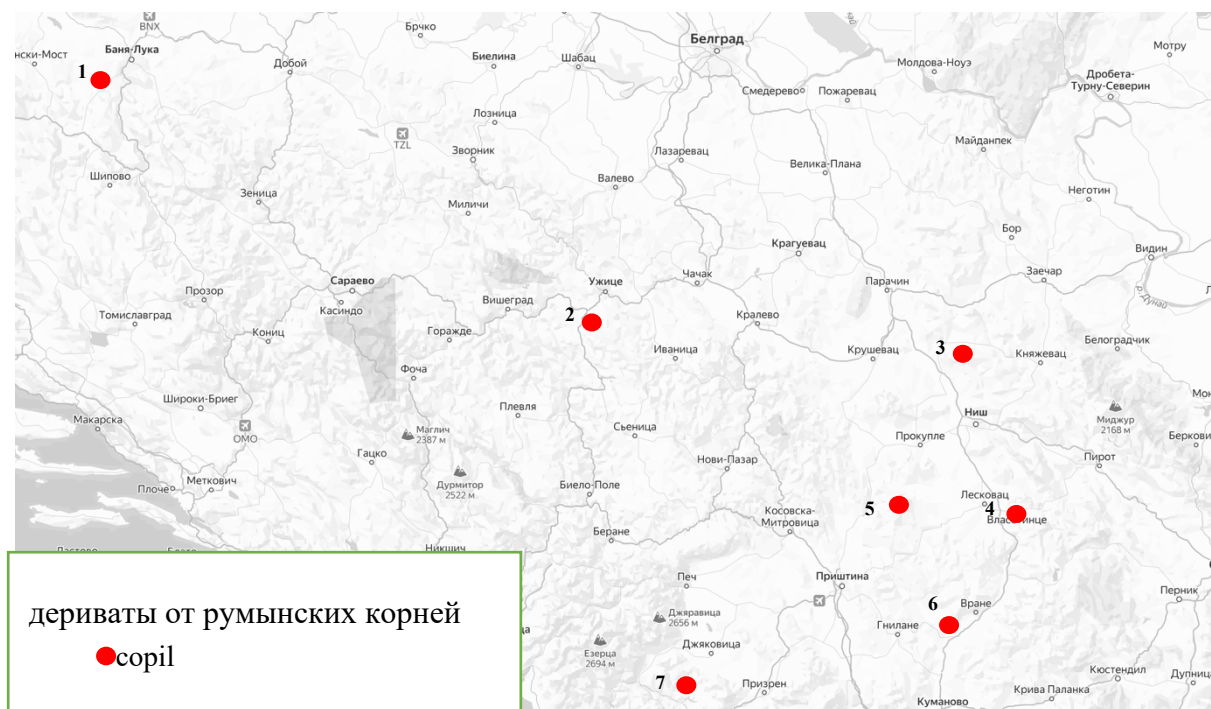 BNX
Брчко
Белград
Мотру
нски-Мост
Баня-Лука
Добой
Биелина
Шабац
Молдова-Ноуэ
1
Смедерево
Пожаревац
Дробета-
Турну-Северин
Лозница
TZL
Зворник
Лазаревац
Майданпек
Велика-Плана
Шипово
Валево
Зеница
Миличи
Неготин
Бор
Крагуевац
Видин
Сараево
Ужице
Чачак
Парачин
Заечар
Прозор
Касиндо
Вишеград
р. Дунай
Томиславград
Кониц
Горажде
2
Кралево
Белоградчик
Иваница
Крушевац
3
Княжевац
Фоча
Широки-Бриег
Плевля
Макарска
OMO
Маглич
2387 м
Сьеница
Ниш
Миджур
2168 м
Прокупле
Беркови
Гацко
Нови-Пазар
Пирот
Плоче
Меткович
Дурмитор
2522 м
Биело-Поле
5
Лесковац
4
Косовска-
Митровица
Беране
Никшич
Печ
Приштина
Перник
дериваты от румынских корней
Джяравица
2656 м
6
Вране
Гнилане
Езерца
2694 м
Джяковица
copil
Кюстендил
Дупница
7
Призрен
Крива Паланка
Куманово